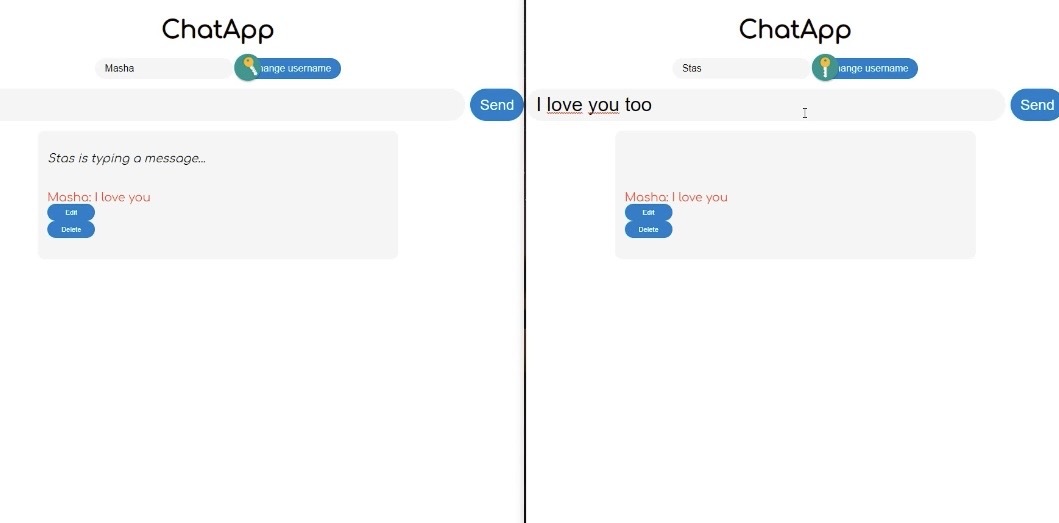 ChatApp
Masha hange username
Send
Stas is typing a message...
Masha: I love you
Edit
Delete
ChatApp
Stas hange username
I love you too Send
Masha: I love you
Edit
Delete